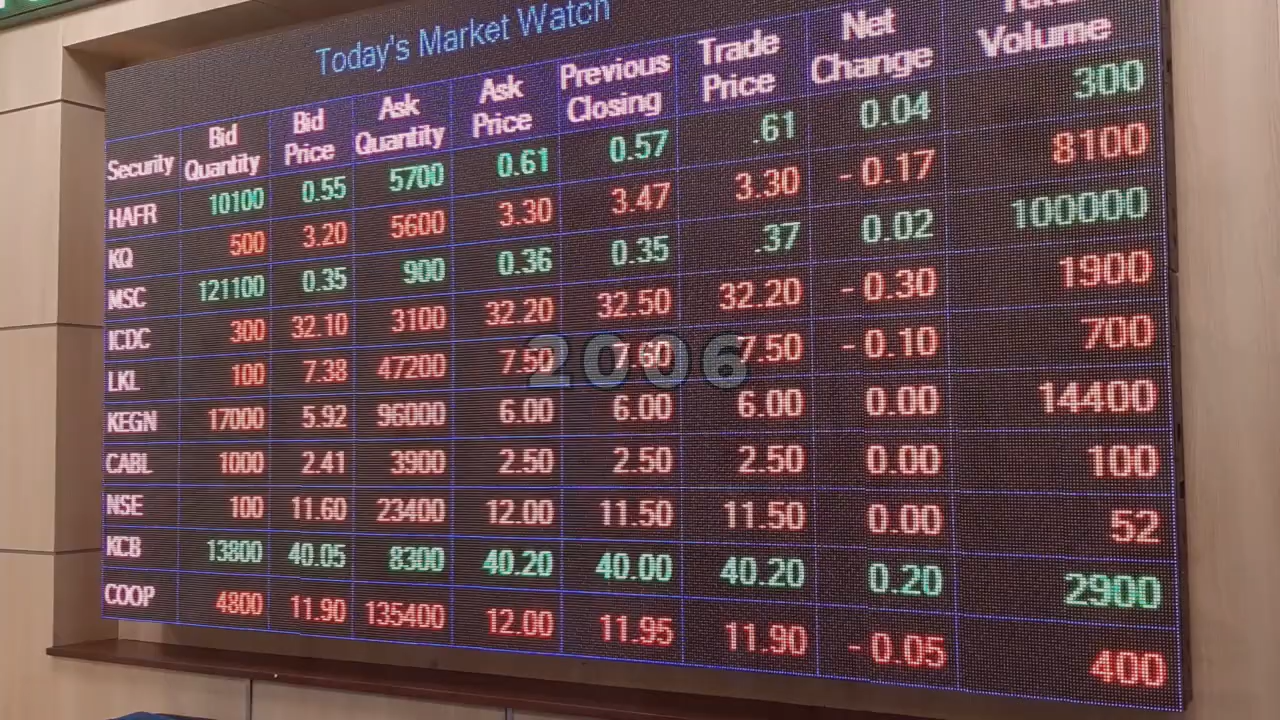 Today's Market Watch
Security Bid Quantity Bid Price Ask Quantity Ask Price Previous Closing Trade Price Net Change Total Volume
HAFR 10100 0.55 5700 0.61 0.57 .61 0.04 300
KQ 500 3.20 5600 3.30 3.47 3.30 - 0.17 8100
MSC 121100 0.35 900 0.36 0.35 .37 0.02 100000
ICDC 300 32.10 3100 32.20 32.50 32.20 - 0.30 1900
LKL 100 7.38 47200 7.50 7.60 7.50 - 0.10 700
2006
KEGN 17000 5.92 96000 6.00 6.00 6.00 0.00 14400
CABL 1000 2.41 3900 2.50 2.50 2.50 0.00 100
NSE 100 11.60 23400 12.00 11.50 11.50 0.00 52
KCB 13800 40.05 8300 40.20 40.00 40.20 0.20 2900
COOP 4800 11.90 135400 12.00 11.95 11.90 - 0.05 400